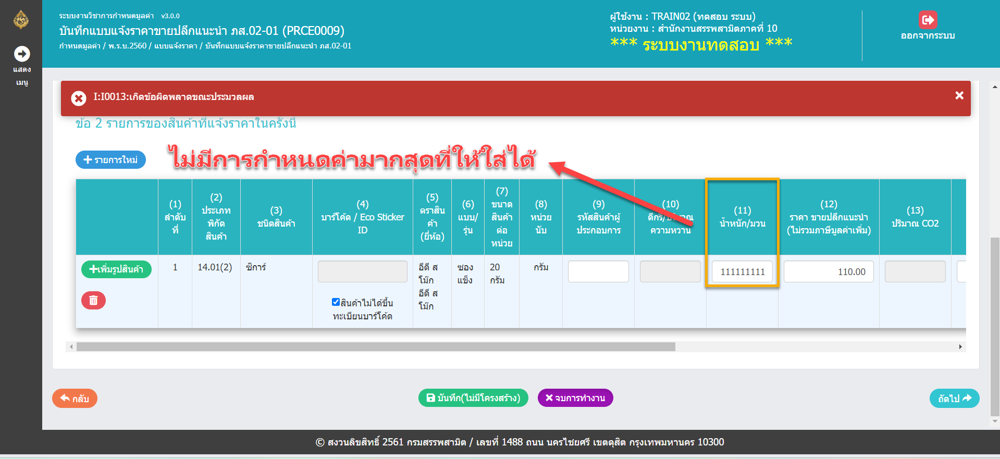 ระบบงานวิชาการกำหนดมูลค่า v3.0.0
บันทึกแบบแจ้งราคาขายปลีกแนะนำ ภส.02-01 (PRCE0009)
กำหนดมูลค่า / พ.ร.บ.2560 / แบบแจ้งราคา / บันทึกแบบแจ้งราคาขายปลีกแนะนำ ภส.02-01
ผู้ใช้งาน : TRAIN02 (ทดสอบ ระบบ)
หน่วยงาน : สำนักงานสรรพสามิตภาคที่ 10
*** ระบบงานทดสอบ ***
ออกจากระบบ
แสดง
เมนู
I:I0013:เกิดข้อผิดพลาดขณะประมวลผล
ข้อ 2 รายการของสินค้าที่แจ้งราคาในครั้งนี้
รายการใหม่
ไม่มีการกำหนดค่ามากสุดที่ให้ใส่ได้
(1)
ลำดับ
ที่
(2)
ประเภท
พิกัด
สินค้า
(3)
ชนิดสินค้า
(4)
บาร์โค้ด / Eco Sticker
ID
(5)
ตราสิน
ค้า
(ยี่ห้อ)
(6)
แบบ/
รุ่น
(7)
ขนาด
สินค้า
ต่อ
หน่วย
(8)
หน่วย
นับ
(9)
รหัสสินค้าผู้
ประกอบการ
(10)
ดีกรี/ปริมาณ
ความหวาน
(11)
น้ำหนัก/มวน
(12)
ราคา ขายปลีกแนะนำ
(ไม่รวมภาษีมูลค่าเพิ่ม)
(13)
ปริมาณ CO2
เพิ่มรูปสินค้า
1
14.01(2)
ซิการ์
สินค้าไม่ได้ขึ้น
ทะเบียนบาร์โค้ด
อีดี ส
โม๊ก
อีดี ส
โม๊ก
ซอง
แข็ง
20
กรัม
กรัม
111111111
110.00
กลับ
บันทึก(ไม่มีโครงสร้าง)
จบการทำงาน
ถัดไป
© สงวนลิขสิทธิ์ 2561 กรมสรรพสามิต / เลขที่ 1488 ถนน นครไชยศรี เขตดุสิต กรุงเทพมหานคร 10300